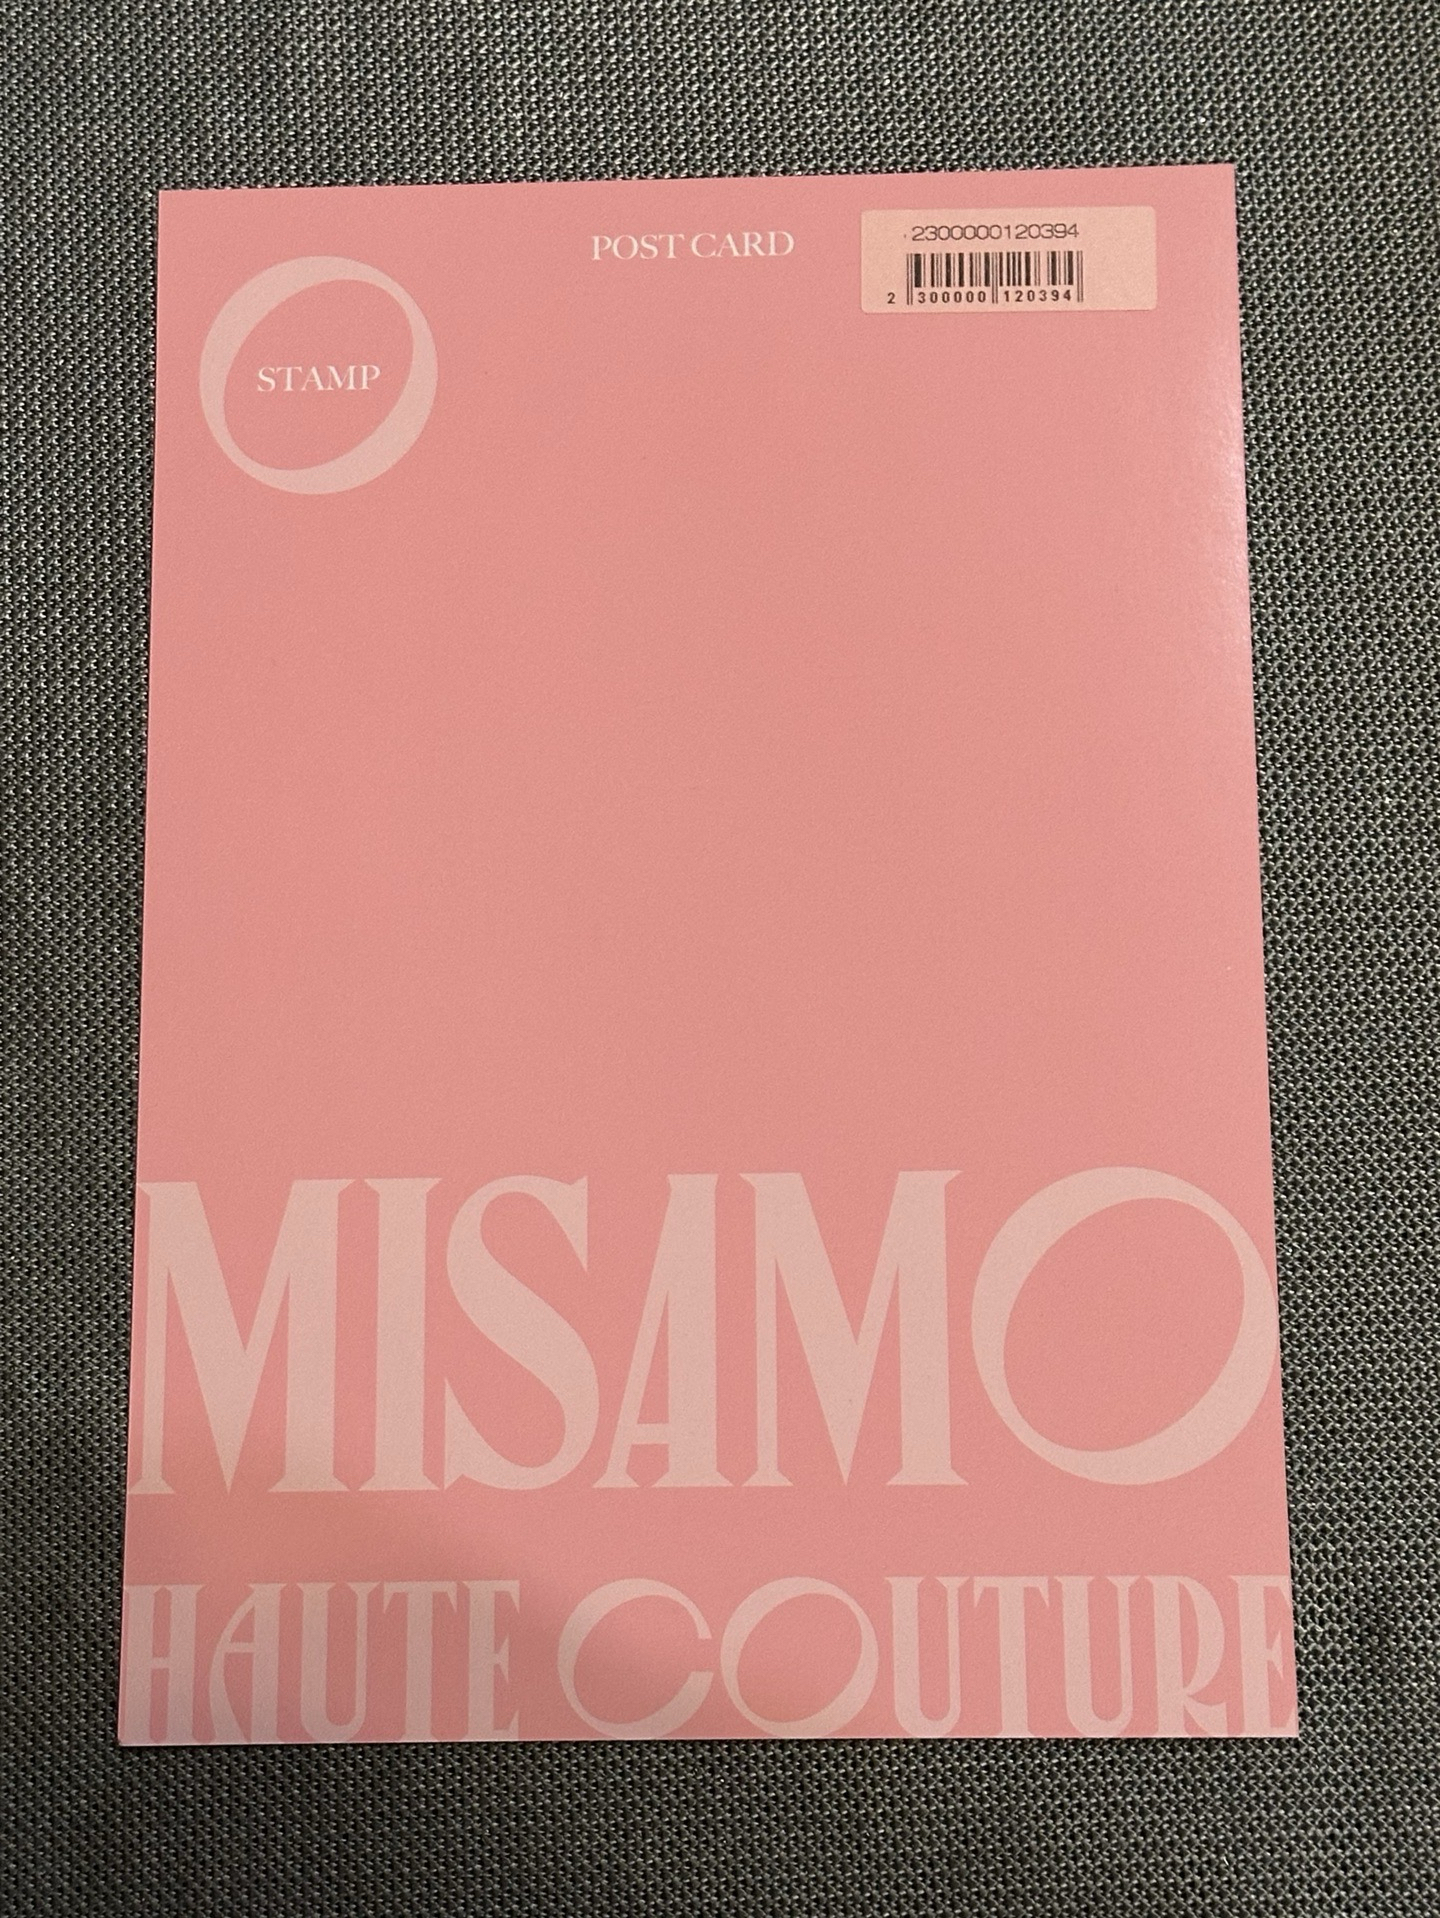 POST CARD
2300000120394
2 300000 120394
STAMP
MISAMO
HAUTE COUTURE